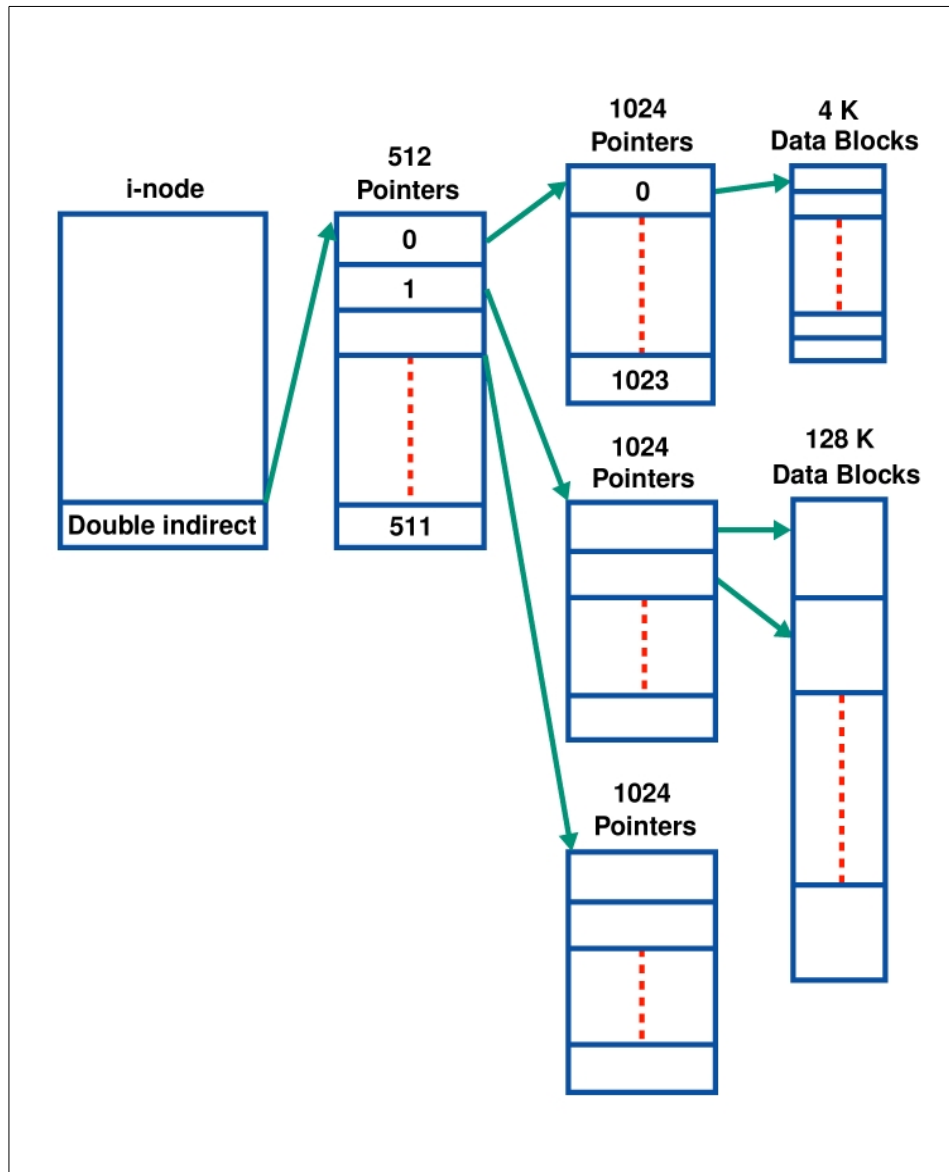 i-node
Double indirect
512
Pointers
0
1
511
1024
Pointers
0
1023
4 K
Data Blocks
1024
Pointers
128 K
Data Blocks
1024
Pointers